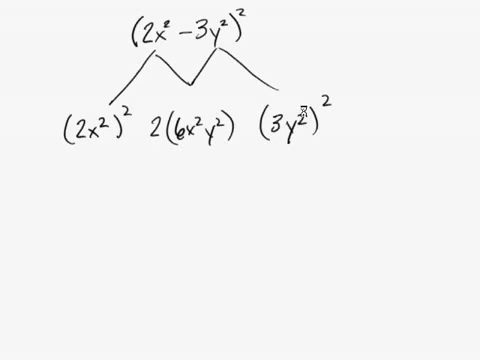 (2x² - 3y²)²
(2x²)² 2(6x²y²) (3y²)²